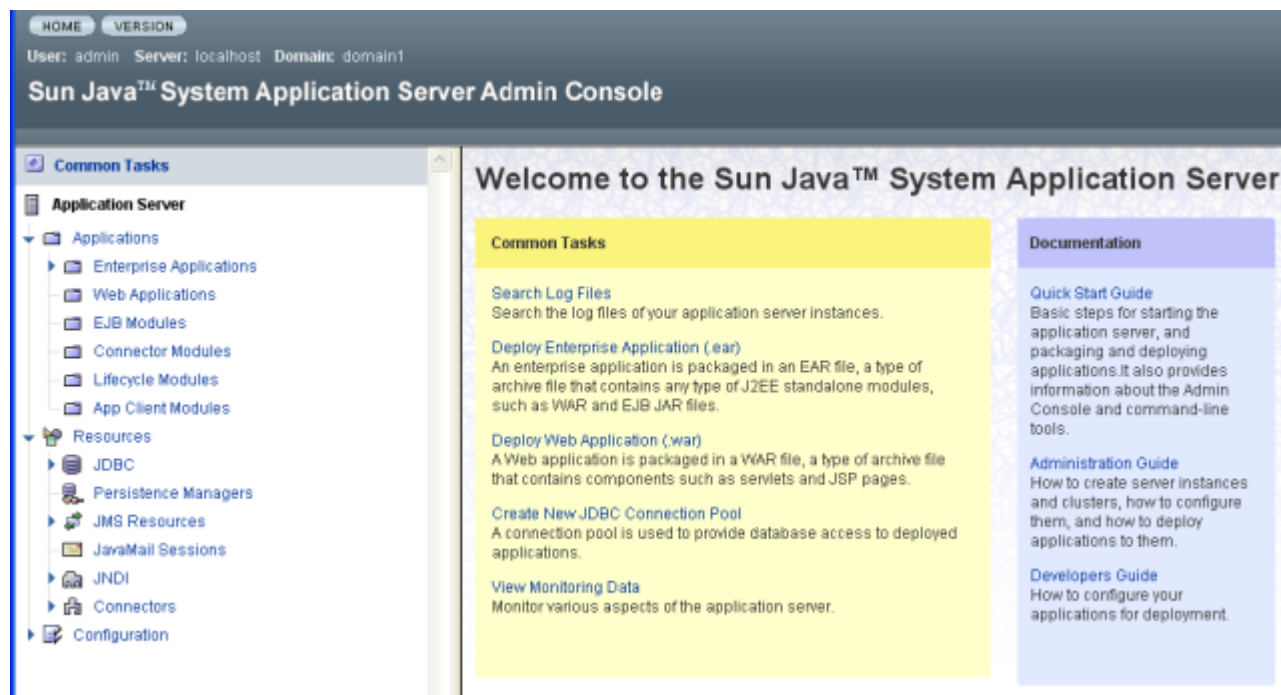 HOME VERSION
User: admin Server: localhost Domain: domain1
Sun Java™ System Application Server Admin Console
Common Tasks
Application Server
Applications
Enterprise Applications
Web Applications
EJB Modules
Connector Modules
Lifecycle Modules
App Client Modules
Resources
JDBC
Persistence Managers
JMS Resources
JavaMail Sessions
JNDI
Connectors
Configuration
Welcome to the Sun Java™ System Application Server
Common Tasks
Search Log Files
Search the log files of your application server instances.
Deploy Enterprise Application (.ear)
An enterprise application is packaged in an EAR file, a type of
archive file that contains any type of J2EE standalone modules,
such as WAR and EJB JAR files.
Deploy Web Application (.war)
A Web application is packaged in a WAR file, a type of archive file
that contains components such as servlets and JSP pages.
Create New JDBC Connection Pool
A connection pool is used to provide database access to deployed
applications.
View Monitoring Data
Monitor various aspects of the application server.
Documentation
Quick Start Guide
Basic steps for starting the
application server, and
packaging and deploying
applications.It also provides
information about the Admin
Console and command-line
tools.
Administration Guide
How to create server instances
and clusters, how to configure
them, and how to deploy
applications to them.
Developers Guide
How to configure your
applications for deployment.